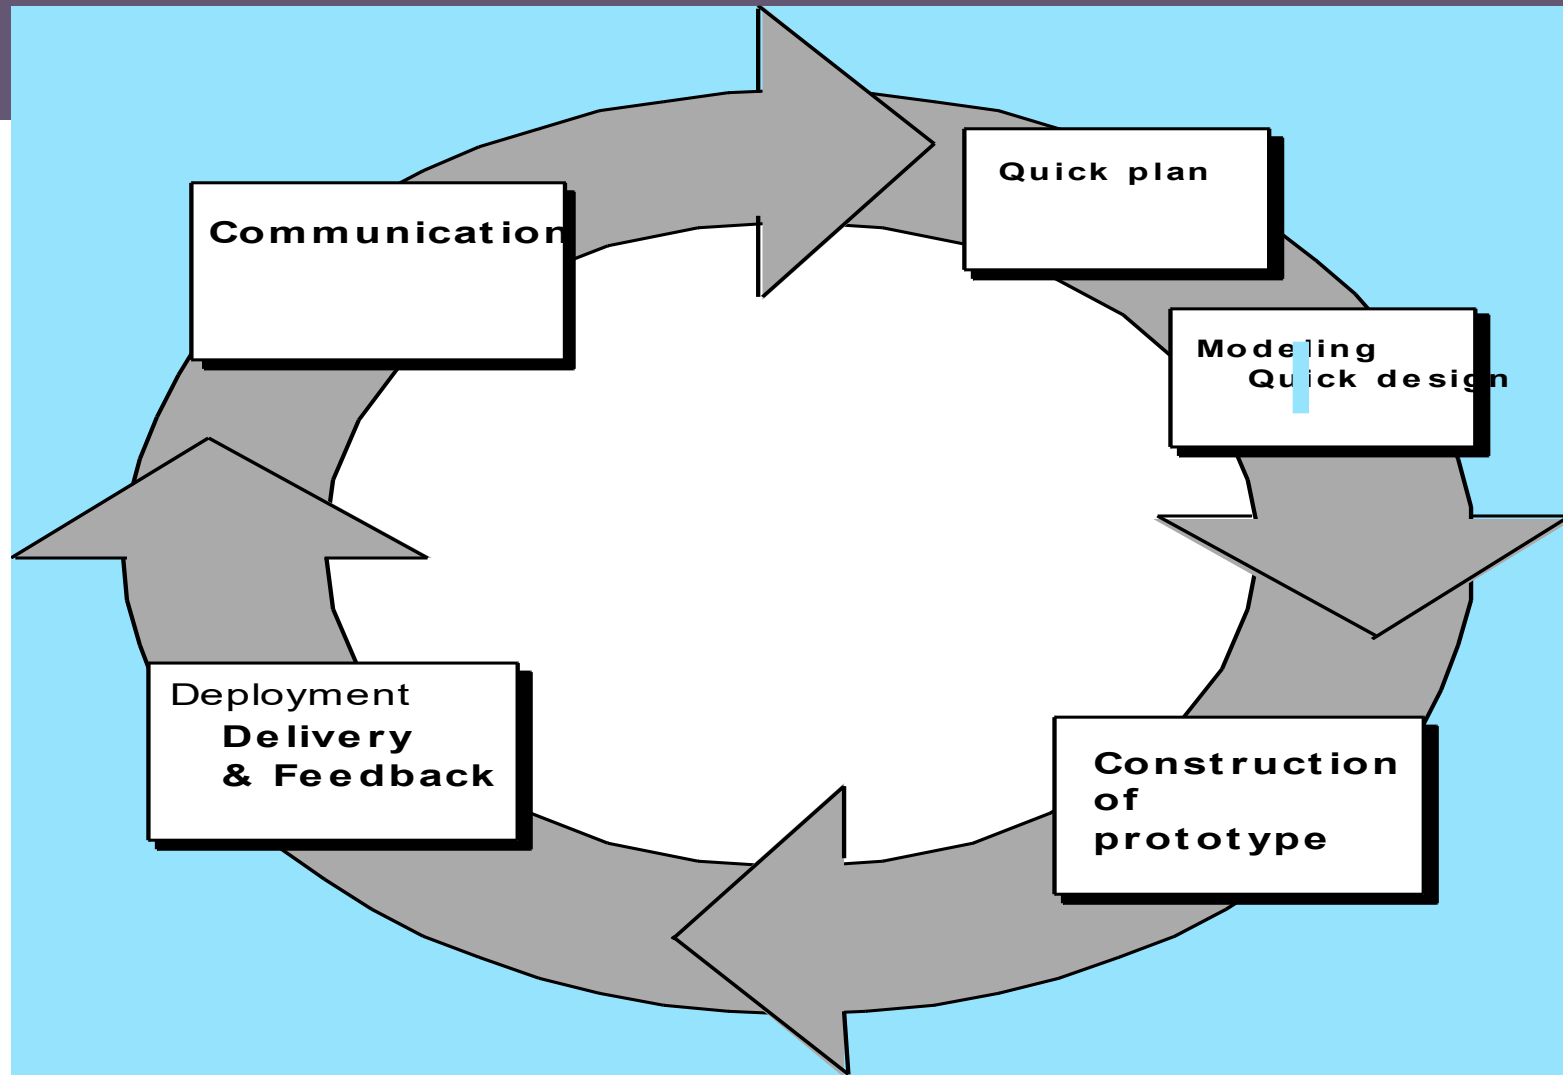 Communication
Quick plan
Modeling
Quick design
Construction
of
prototype
Deployment
Delivery
& Feedback